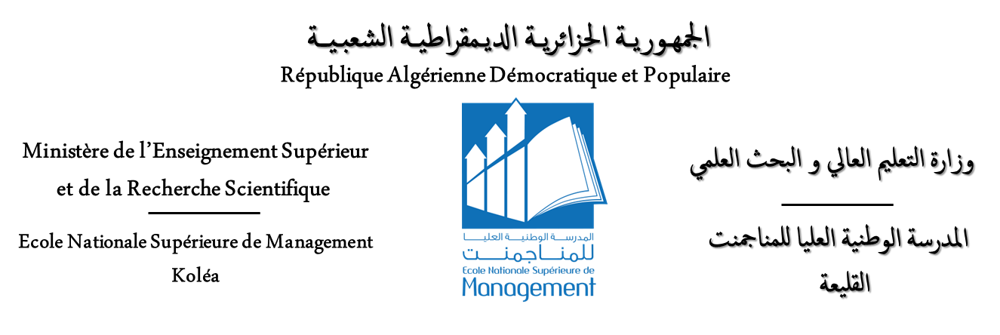 الجمهورية الجزائرية الديمقراطية الشعبية
République Algérienne Démocratique et Populaire
Ministère de l’Enseignement Supérieur
et de la Recherche Scientifique
Ecole Nationale Supérieure de Management
Koléa
المدرسة الوطنية العليا
للمناجمنت
Ecole Nationale Supérieure de
Management
وزارة التعليم العالي و البحث العلمي
المدرسة الوطنية العليا للمناجمنت
القليعة